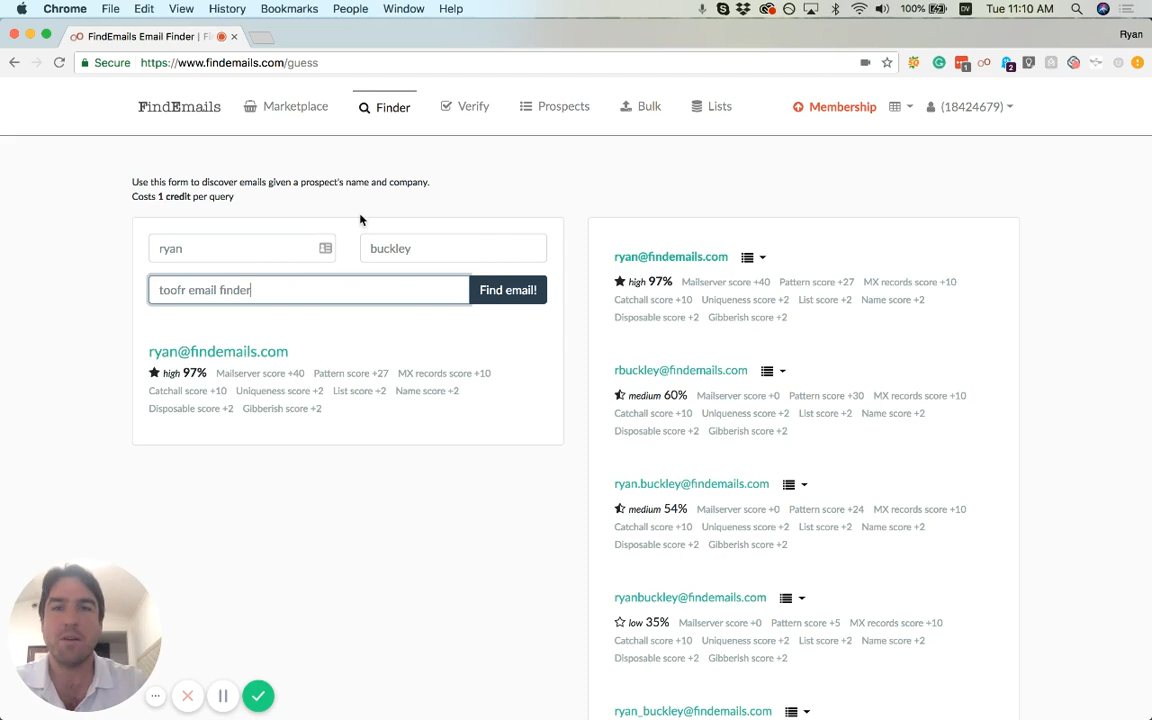 Chrome File Edit View History Bookmarks People Window Help 100% DV Tue 11:10 AM
FindEmails Email Finder | F Ryan
Secure https://www.findemails.com/guess 1 2
FindEmails Marketplace Finder Verify Prospects Bulk Lists Membership (18424679)
Use this form to discover emails given a prospect's name and company.
Costs 1 credit per query
ryan buckley
toofr email finder Find email!
ryan@findemails.com
high 97% Mailserver score +40 Pattern score +27 MX records score +10
Catchall score +10 Uniqueness score +2 List score +2 Name score +2
Disposable score +2 Gibberish score +2
ryan@findemails.com
high 97% Mailserver score +40 Pattern score +27 MX records score +10
Catchall score +10 Uniqueness score +2 List score +2 Name score +2
Disposable score +2 Gibberish score +2
rbuckley@findemails.com
medium 60% Mailserver score +0 Pattern score +30 MX records score +10
Catchall score +10 Uniqueness score +2 List score +2 Name score +2
Disposable score +2 Gibberish score +2
ryan.buckley@findemails.com
medium 54% Mailserver score +0 Pattern score +24 MX records score +10
Catchall score +10 Uniqueness score +2 List score +2 Name score +2
Disposable score +2 Gibberish score +2
ryanbuckley@findemails.com
low 35% Mailserver score +0 Pattern score +5 MX records score +10
Catchall score +10 Uniqueness score +2 List score +2 Name score +2
Disposable score +2 Gibberish score +2
ryan_buckley@findemails.com